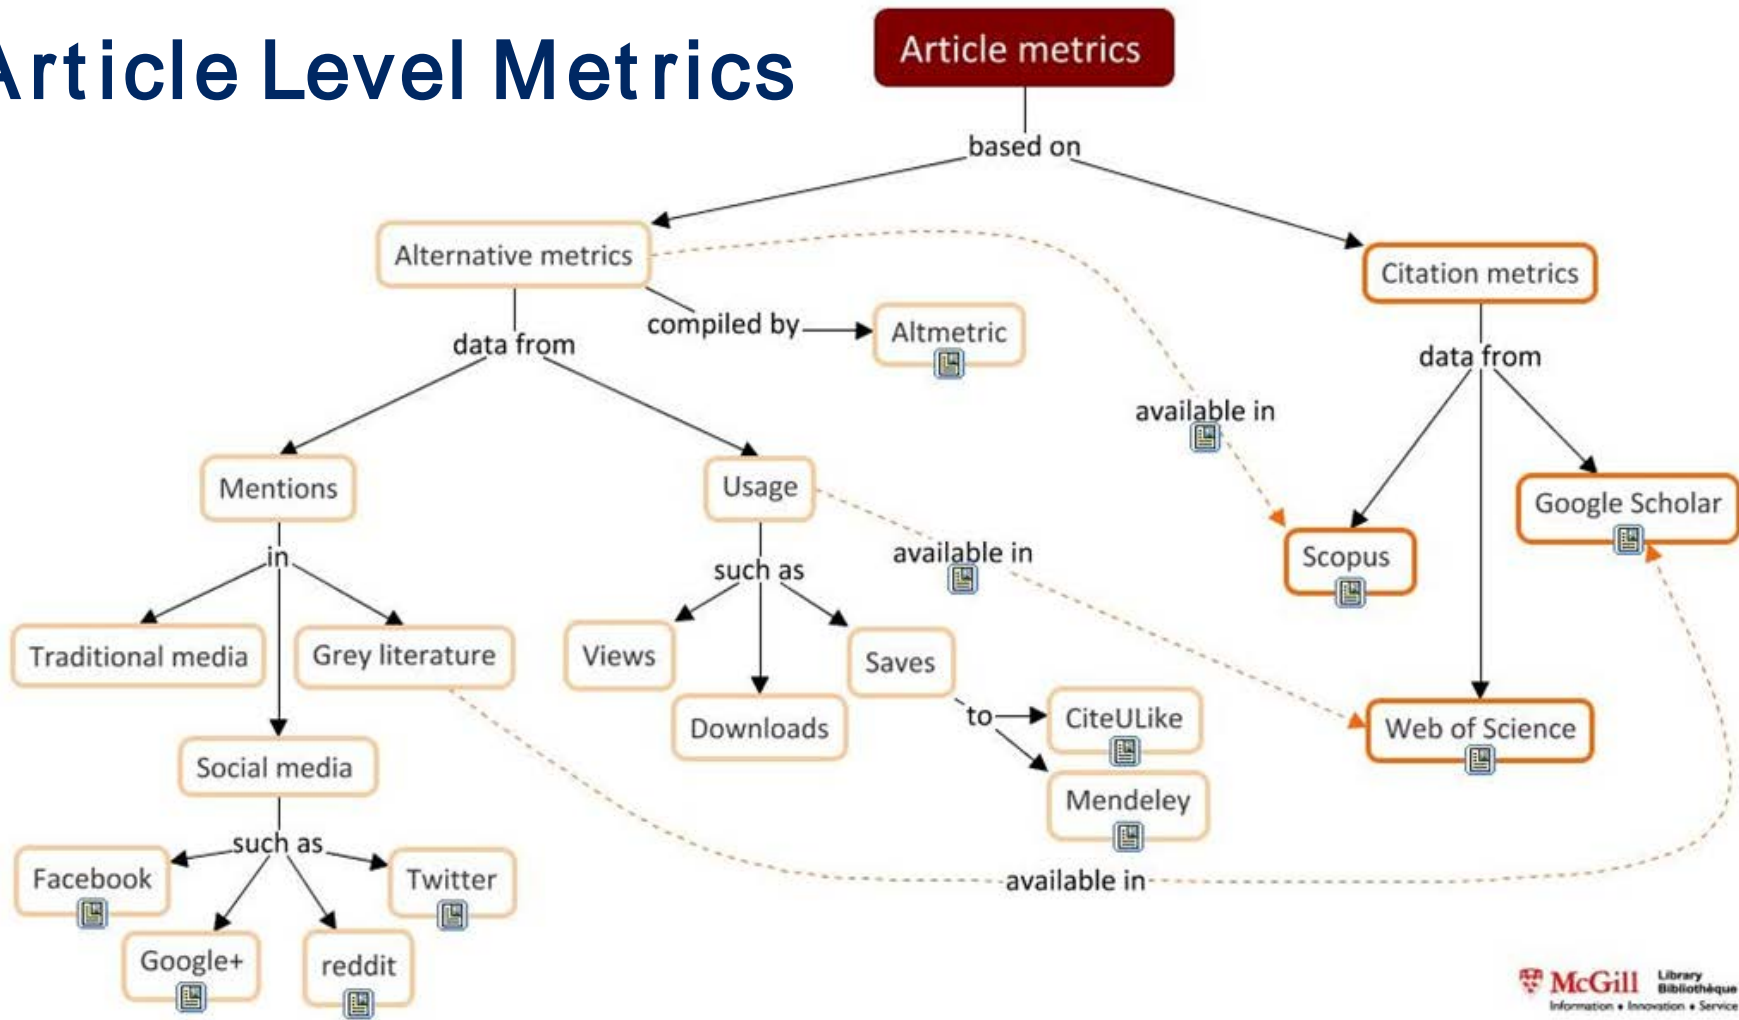 Article Level Metrics
Article metrics
based on
Alternative metrics
Citation metrics
compiled by
Altmetric
data from
data from
available in
Mentions
Usage
Google Scholar
Scopus
in
such as
available in
Traditional media
Grey literature
Views
Saves
Downloads
to
CiteULike
Web of Science
Mendeley
Social media
such as
Facebook
Twitter
available in
Google+
reddit
McGill
Library
Bibliothèque
Information • Innovation • Service